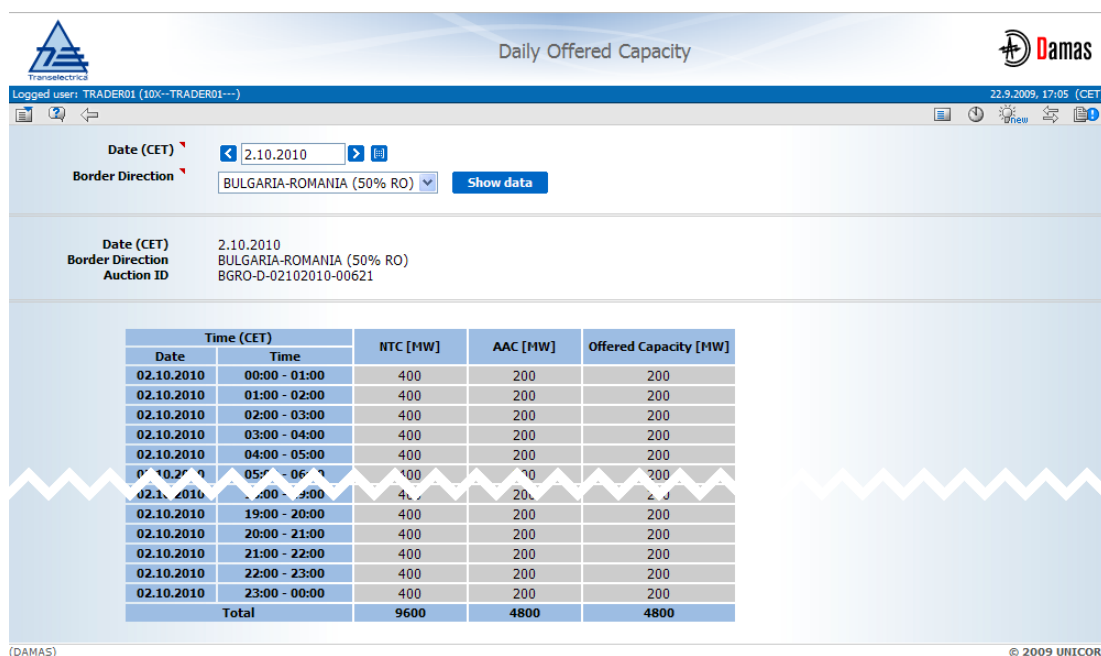 Transelectrica
Daily Offered Capacity
Damas
Logged user: TRADER01 (10X--TRADER01---)
22.9.2009, 17:05 (CET
new
Date (CET)
2.10.2010
Border Direction
BULGARIA-ROMANIA (50% RO)
Show data
Date (CET) 2.10.2010
Border Direction BULGARIA-ROMANIA (50% RO)
Auction ID BGRO-D-02102010-00621
Time (CET) NTC [MW] AAC [MW] Offered Capacity [MW]
Date Time
02.10.2010 00:00 - 01:00 400 200 200
02.10.2010 01:00 - 02:00 400 200 200
02.10.2010 02:00 - 03:00 400 200 200
02.10.2010 03:00 - 04:00 400 200 200
02.10.2010 04:00 - 05:00 400 200 200
200
02.10.2010 19:00 - 20:00 400 200 200
02.10.2010 20:00 - 21:00 400 200 200
02.10.2010 21:00 - 22:00 400 200 200
02.10.2010 22:00 - 23:00 400 200 200
02.10.2010 23:00 - 00:00 400 200 200
Total 9600 4800 4800
(DAMAS)
© 2009 UNICOR